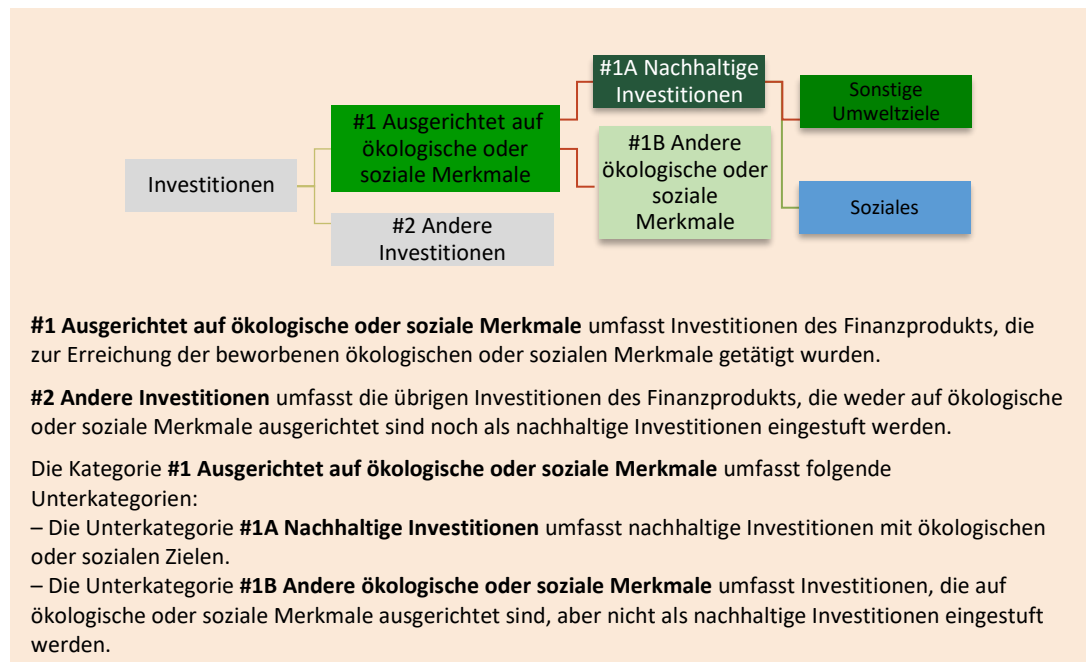 #1A Nachhaltige
Investitionen
Sonstige
Umweltziele
#1 Ausgerichtet auf
ökologische oder
soziale Merkmale
#1B Andere
ökologische oder
soziale
Merkmale
Investitionen
Soziales
#2 Andere
Investitionen
#1 Ausgerichtet auf ökologische oder soziale Merkmale umfasst Investitionen des Finanzprodukts, die
zur Erreichung der beworbenen ökologischen oder sozialen Merkmale getätigt wurden.
#2 Andere Investitionen umfasst die übrigen Investitionen des Finanzprodukts, die weder auf ökologische
oder soziale Merkmale ausgerichtet sind noch als nachhaltige Investitionen eingestuft werden.
Die Kategorie #1 Ausgerichtet auf ökologische oder soziale Merkmale umfasst folgende
Unterkategorien:
– Die Unterkategorie #1A Nachhaltige Investitionen umfasst nachhaltige Investitionen mit ökologischen
oder sozialen Zielen.
– Die Unterkategorie #1B Andere ökologische oder soziale Merkmale umfasst Investitionen, die auf
ökologische oder soziale Merkmale ausgerichtet sind, aber nicht als nachhaltige Investitionen eingestuft
werden.